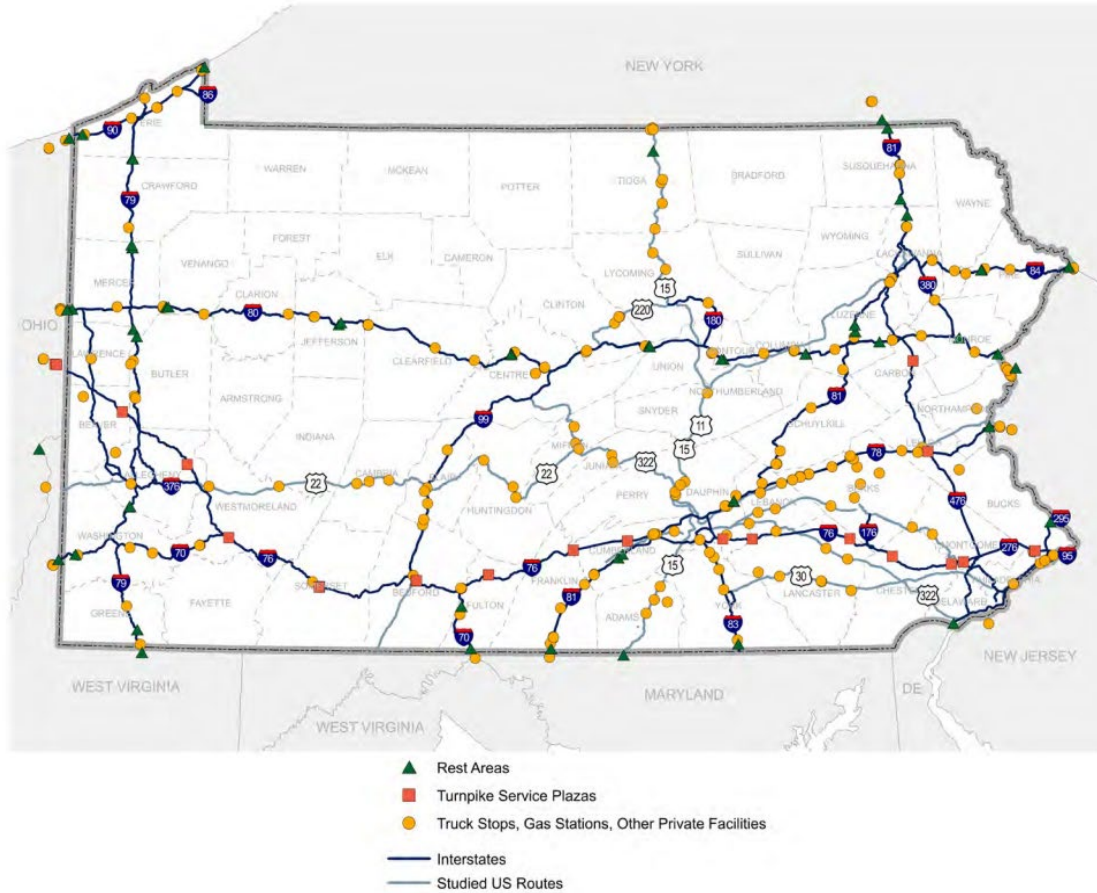 NEW YORK
86
90
ERIE
81
SUSQUEHANNA
WARREN
MCKEAN
TIOGA
BRADFORD
CRAWFORD
POTTER
79
WAYNE
WYOMING
FOREST
ELK
SULLIVAN
LACKAWANNA
VENANGO
CAMERON
MERCER
LYCOMING
84
15
380
CLARION
CLINTON
80
220
180
OHIO
LUZERNE
JEFFERSON
COLUMBIA
MONROE
LAWRENCE
CLEARFIELD
MONTOUR
BUTLER
CENTRE
UNION
CARBON
ARMSTRONG
NORTHUMBERLAND
81
SNYDER
99
NORTHAMPTON
BEAVER
11
SCHUYLKILL
INDIANA
MIFFLIN
15
LEHIGH
78
JUNIATA
322
ALLEGHENY
CAMBRIA
BLAIR
22
22
376
DAUPHIN
BERKS
PERRY
LEBANON
476
BUCKS
HUNTINGDON
WESTMORELAND
295
176
WASHINGTON
76
276
95
MONTGOMERY
70
76
CUMBERLAND
76
15
79
SOMERSET
BEDFORD
FRANKLIN
30
LANCASTER
CHESTER
81
FULTON
322
DELAWARE
GREENE
FAYETTE
ADAMS
YORK
70
83
NEW JERSEY
WEST VIRGINIA
MARYLAND
DE
WEST VIRGINIA
Rest Areas
Turnpike Service Plazas
Truck Stops, Gas Stations, Other Private Facilities
Interstates
Studied US Routes